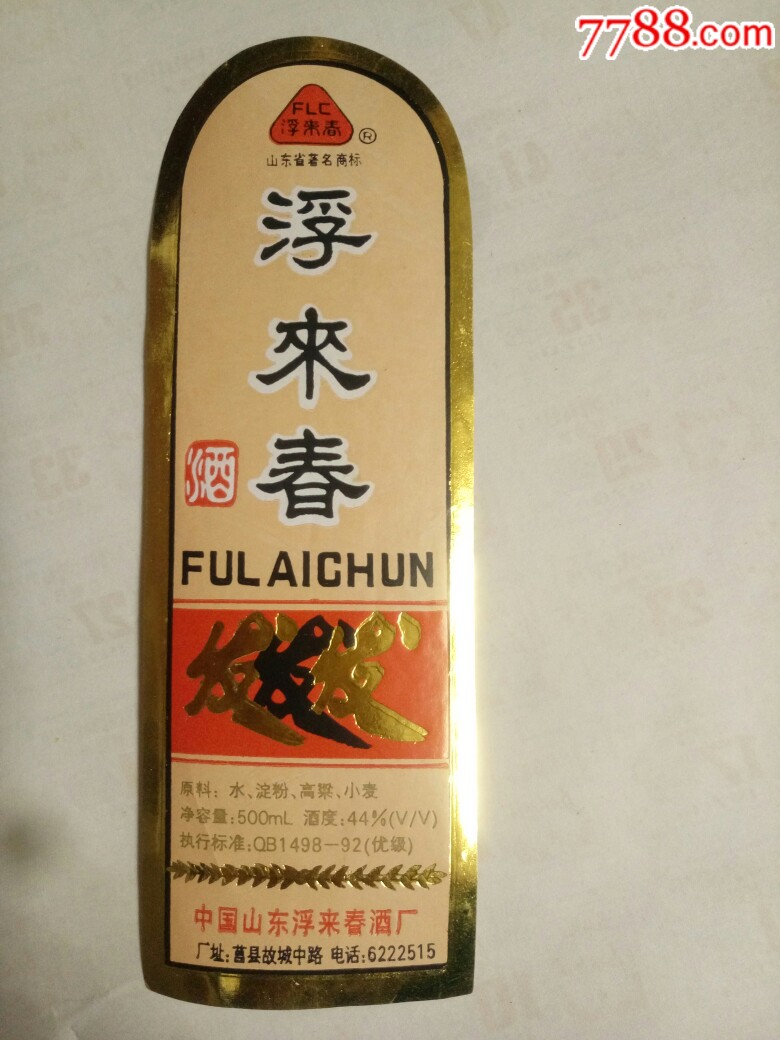 7788.com
FLC
浮来春
®
山东省著名商标
浮
來
春
酒
FULAICHUN
发发发
原料：水、淀粉、高粱、小麦
净容量:500mL 酒度:44%(V/V)
执行标准:QB1498-92(优级)
中国山东浮来春酒厂
厂址:莒县故城中路 电话:6222515